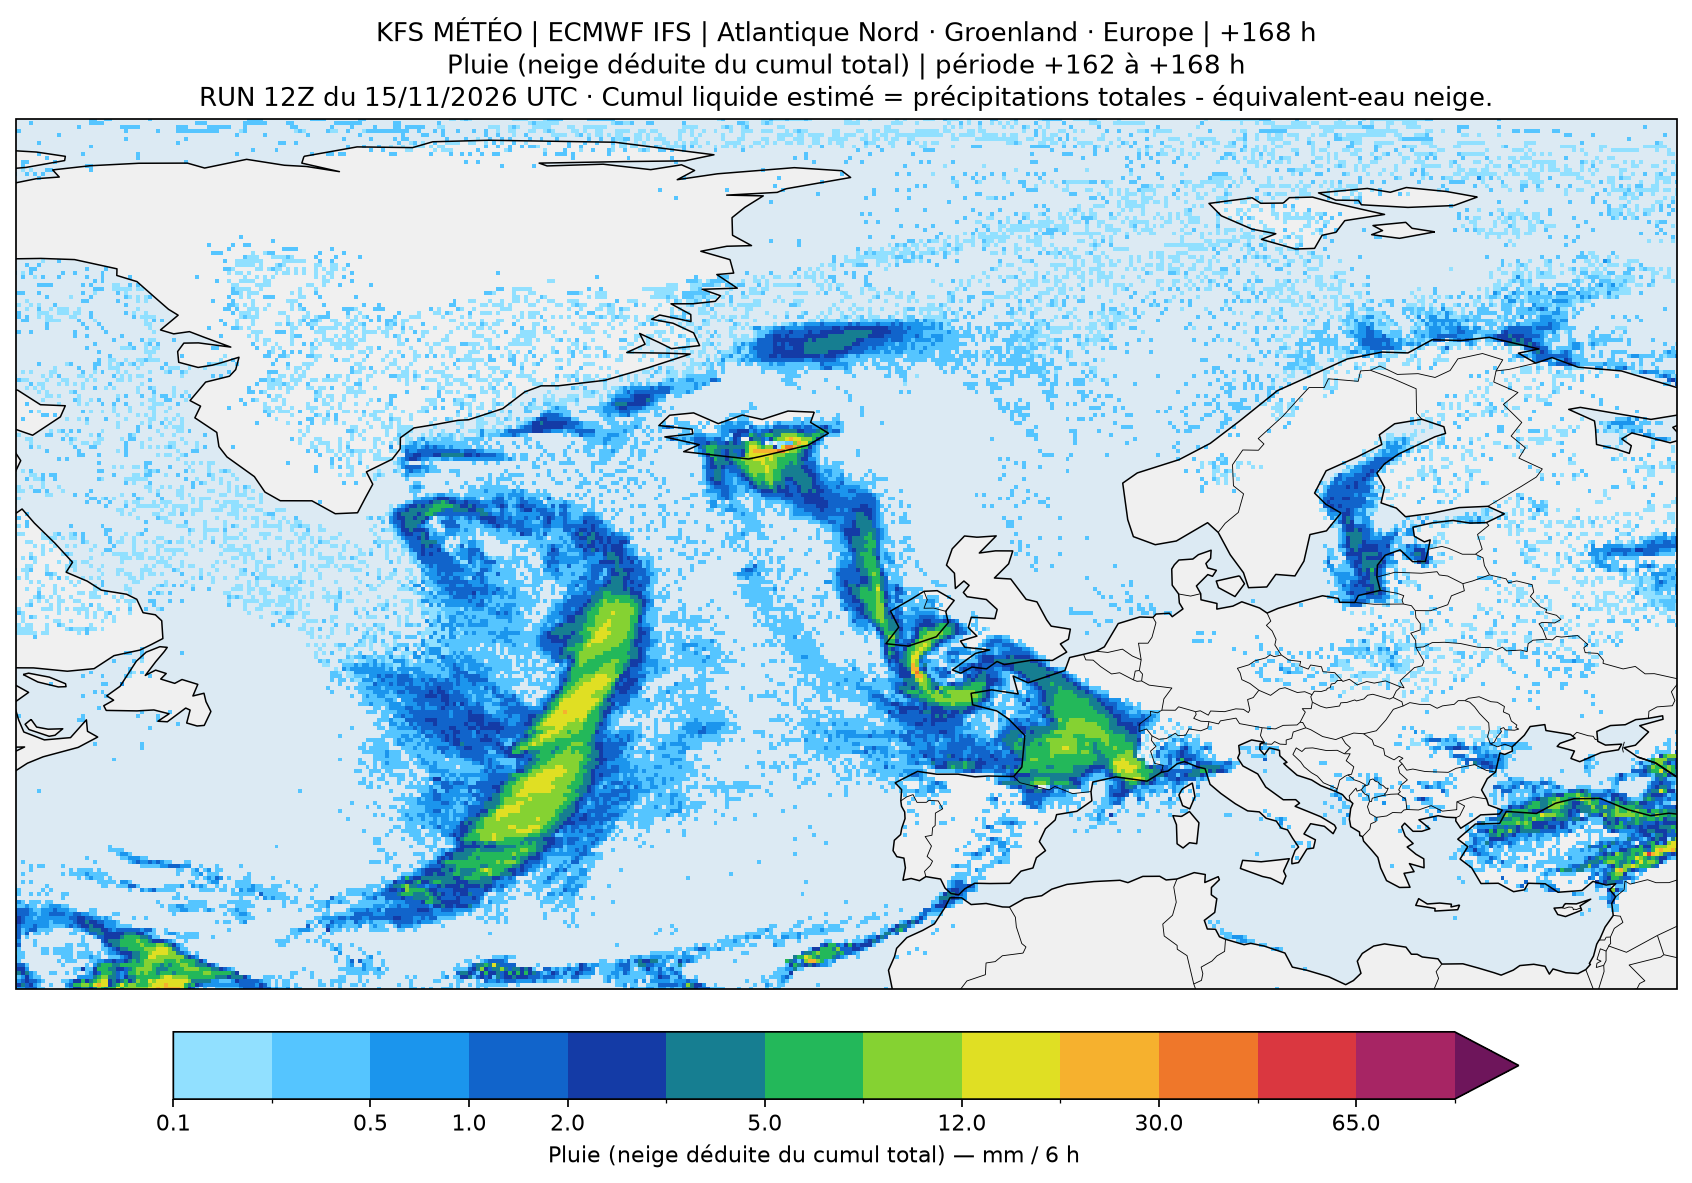 KFS MÉTÉO | ECMWF IFS | Atlantique Nord · Groenland · Europe | +168 h
Pluie (neige déduite du cumul total) | période +162 à +168 h
RUN 12Z du 15/11/2026 UTC · Cumul liquide estimé = précipitations totales - équivalent-eau neige.
0.1 0.5 1.0 2.0 5.0 12.0 30.0 65.0
Pluie (neige déduite du cumul total) — mm / 6 h